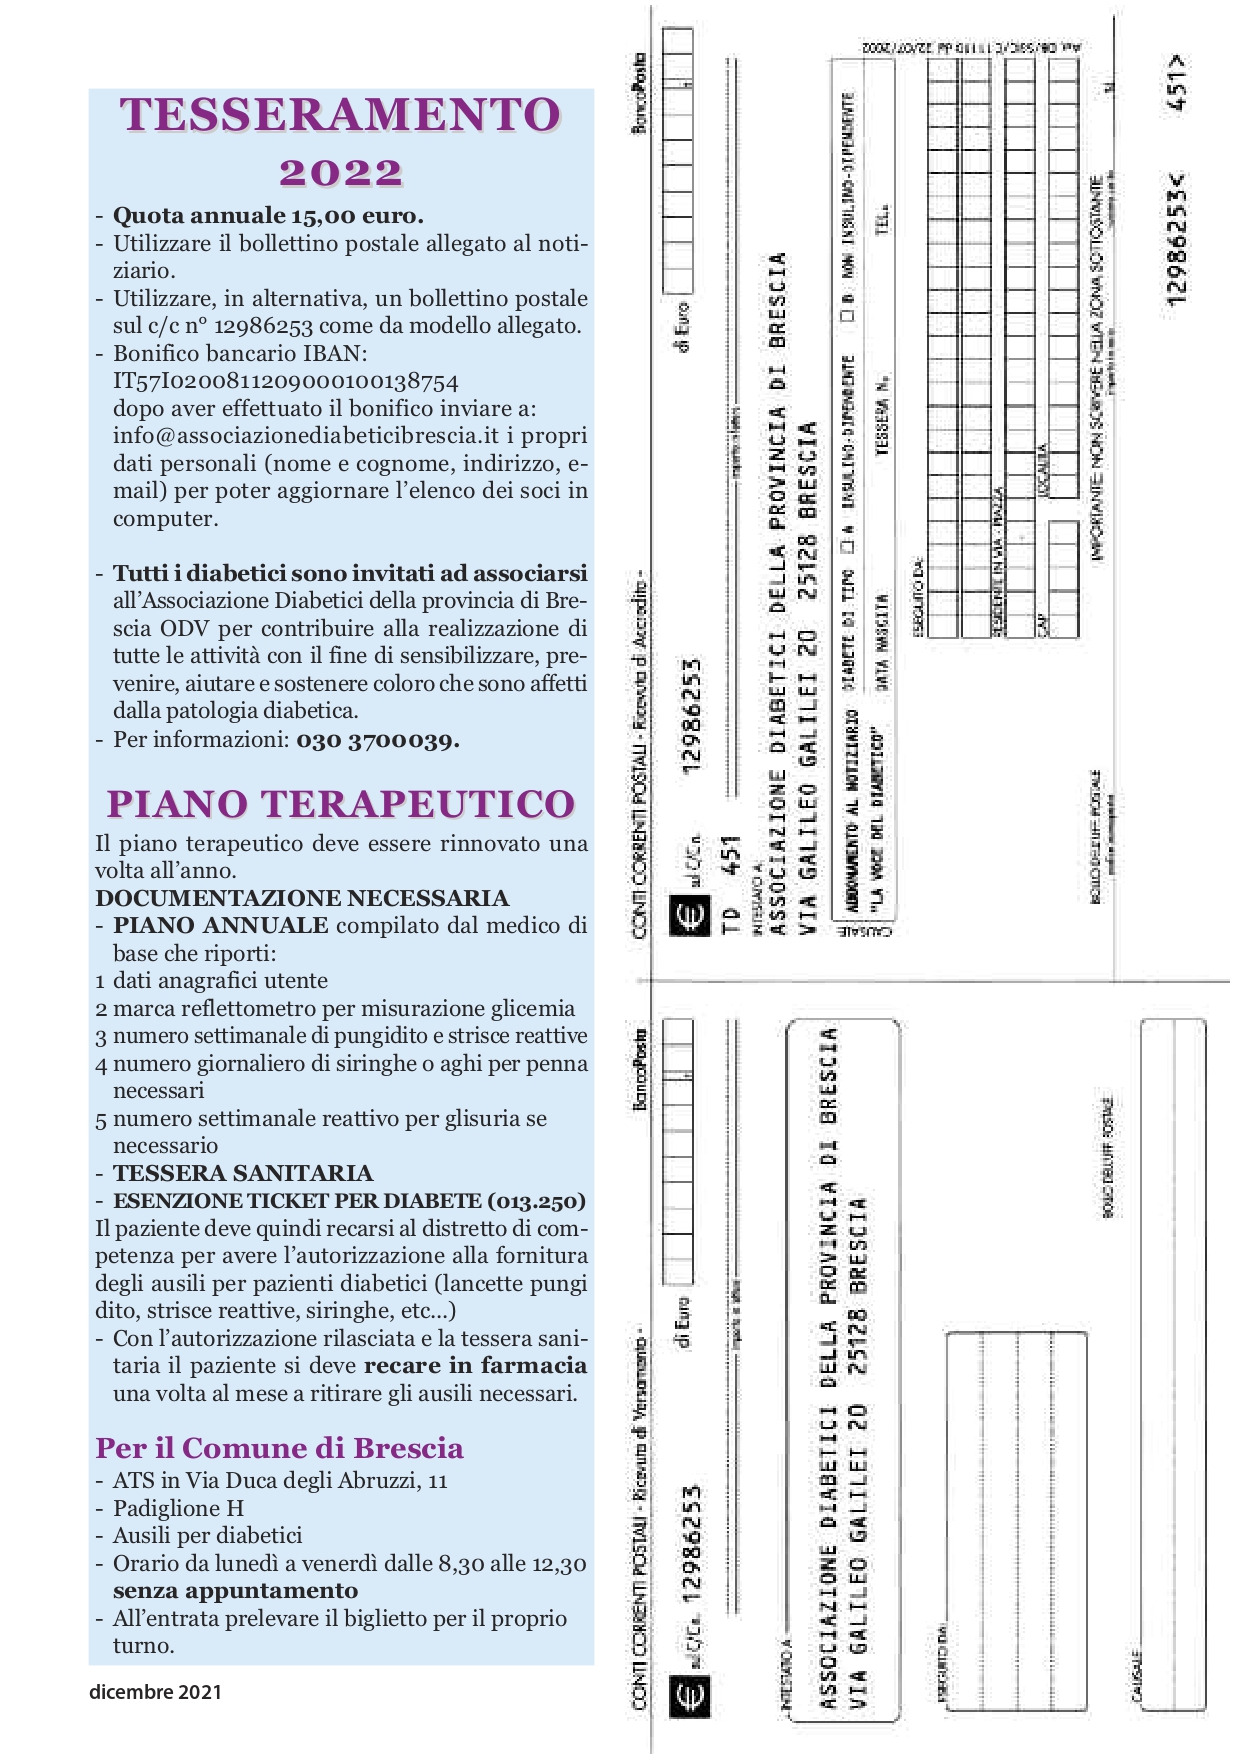 TESSERAMENTO
2022
- Quota annuale 15,00 euro.
- Utilizzare il bollettino postale allegato al noti-
ziario.
- Utilizzare, in alternativa, un bollettino postale
sul c/c n° 12986253 come da modello allegato.
- Bonifico bancario IBAN:
IT57I0200811209000100138754
dopo aver effettuato il bonifico inviare a:
info@associazionediabeticibrescia.it i propri
dati personali (nome e cognome, indirizzo, e-
mail) per poter aggiornare l'elenco dei soci in
computer.
- Tutti i diabetici sono invitati ad associarsi
all'Associazione Diabetici della provincia di Bre-
scia ODV per contribuire alla realizzazione di
tutte le attività con il fine di sensibilizzare, pre-
venire, aiutare e sostenere coloro che sono affetti
dalla patologia diabetica.
- Per informazioni: 030 3700039.
PIANO TERAPEUTICO
Il piano terapeutico deve essere rinnovato una
volta all'anno.
DOCUMENTAZIONE NECESSARIA
- PIANO ANNUALE compilato dal medico di
base che riporti:
1 dati anagrafici utente
2 marca reflettometro per misurazione glicemia
3 numero settimanale di pungidito e strisce reattive
4 numero giornaliero di siringhe o aghi per penna
necessari
5 numero settimanale reattivo per glisuria se
necessario
- TESSERA SANITARIA
- ESENZIONE TICKET PER DIABETE (013.250)
Il paziente deve quindi recarsi al distretto di com-
petenza per avere l'autorizzazione alla fornitura
degli ausili per pazienti diabetici (lancette pungi
dito, strisce reattive, siringhe, etc...)
- Con l'autorizzazione rilasciata e la tessera sani-
taria il paziente si deve recare in farmacia
una volta al mese a ritirare gli ausili necessari.
Per il Comune di Brescia
- ATS in Via Duca degli Abruzzi, 11
- Padiglione H
- Ausili per diabetici
- Orario da lunedì a venerdì dalle 8,30 alle 12,30
senza appuntamento
- All'entrata prelevare il biglietto per il proprio
turno.
dicembre 2021
CONTI CORRENTI POSTALI - Ricevuta di Versamento - BancoPosta
€ sul C/C n. 12986253 di Euro
importo in lettere
INTESTATO A
ASSOCIAZIONE DIABETICI DELLA PROVINCIA DI BRESCIA
VIA GALILEO GALILEI 20 25128 BRESCIA
ESEGUITO DA:
BOLLO DELL'UFF. POSTALE
CAUSALE
CONTI CORRENTI POSTALI - Ricevuta di Accredito - BancoPosta
€ sul C/C n. 12986253 di Euro
TD 451
importo in lettere
INTESTATO A:
ASSOCIAZIONE DIABETICI DELLA PROVINCIA DI BRESCIA
VIA GALILEO GALILEI 20 25128 BRESCIA
CAUSALE
ABBONAMENTO AL NOTIZIARIO DIABETE DI TIPO A INSULINO-DIPENDENTE B NON INSULINO-DIPENDENTE
"LA VOCE DEL DIABETICO" DATA NASCITA TESSERA N. TEL.
ESEGUITO DA:
RESIDENTE IN VIA - PIAZZA
CAP LOCALITÀ
BOLLO DELL'UFF. POSTALE
IMPORTANTE: NON SCRIVERE NELLA ZONA SOTTOSTANTE
td
12986253< 451>